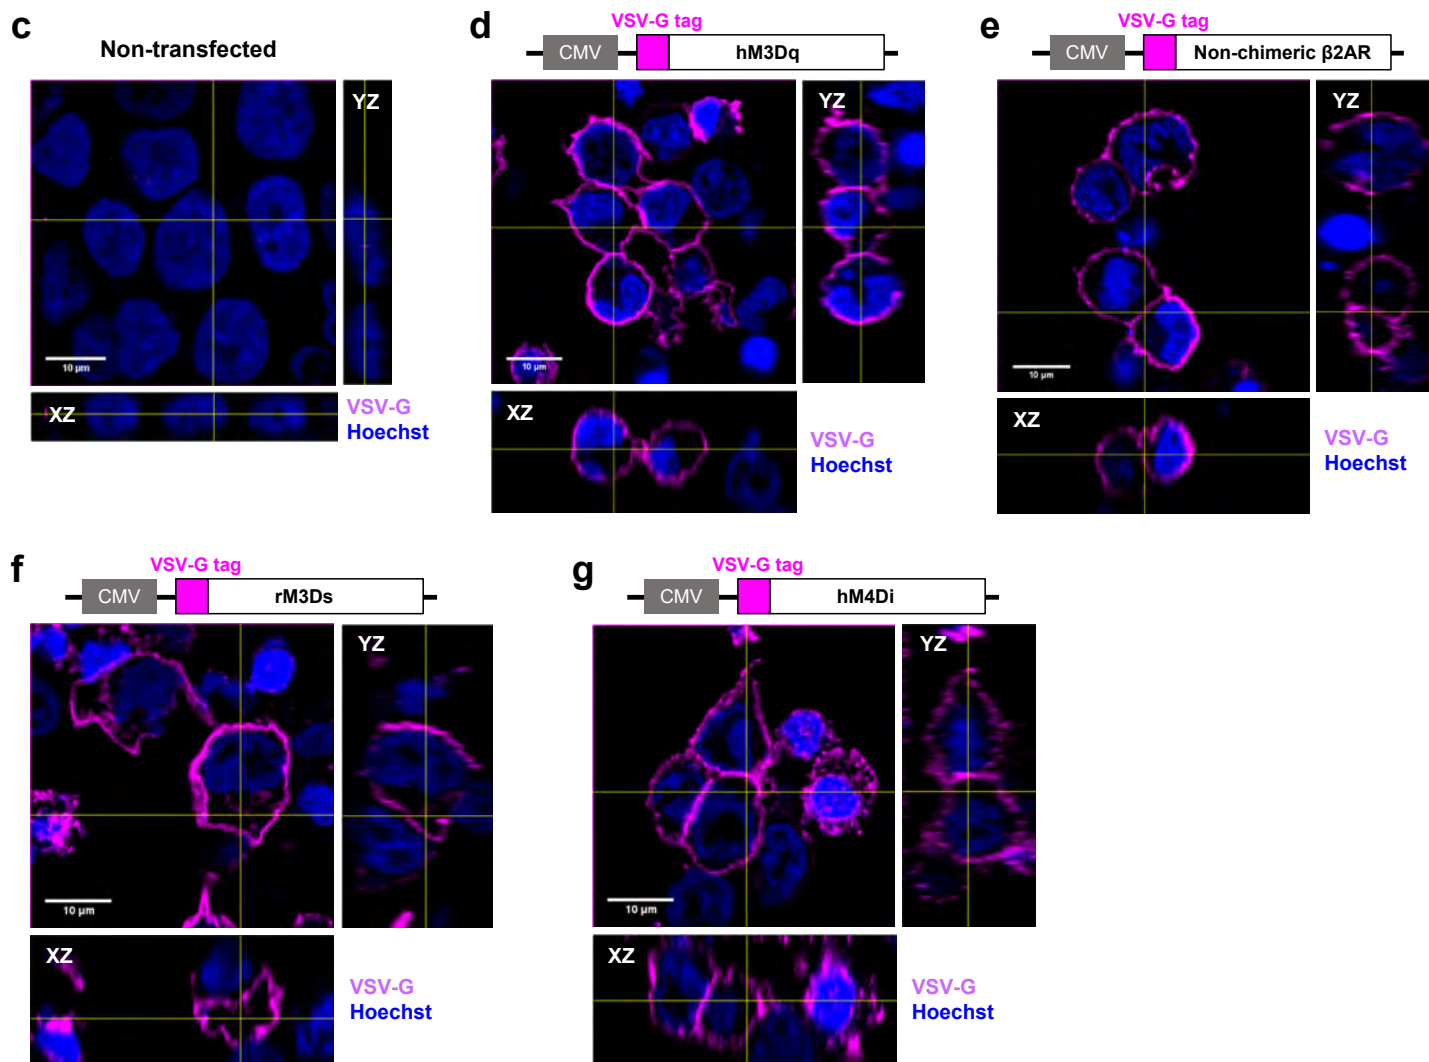 c
Non-transfected
YZ
10 µm
XZ
VSV-G
Hoechst
d
VSV-G tag
CMV
hM3Dq
YZ
10 µm
XZ
VSV-G
Hoechst
e
VSV-G tag
CMV
Non-chimeric β2AR
YZ
10 µm
XZ
VSV-G
Hoechst
f
VSV-G tag
CMV
rM3Ds
YZ
10 µm
XZ
VSV-G
Hoechst
g
VSV-G tag
CMV
hM4Di
YZ
10 µm
XZ
VSV-G
Hoechst